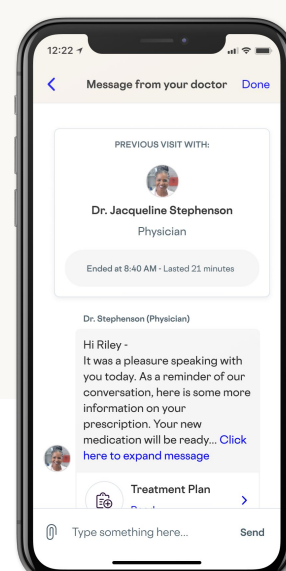 12:22
Message from your doctor Done
PREVIOUS VISIT WITH:
Dr. Jacqueline Stephenson
Physician
Ended at 8:40 AM • Lasted 21 minutes
Dr. Stephenson (Physician)
Hi Riley -
It was a pleasure speaking with
you today. As a reminder of our
conversation, here is some more
information on your
prescription. Your new
medication will be ready... Click
here to expand message
Treatment Plan
Type something here... Send